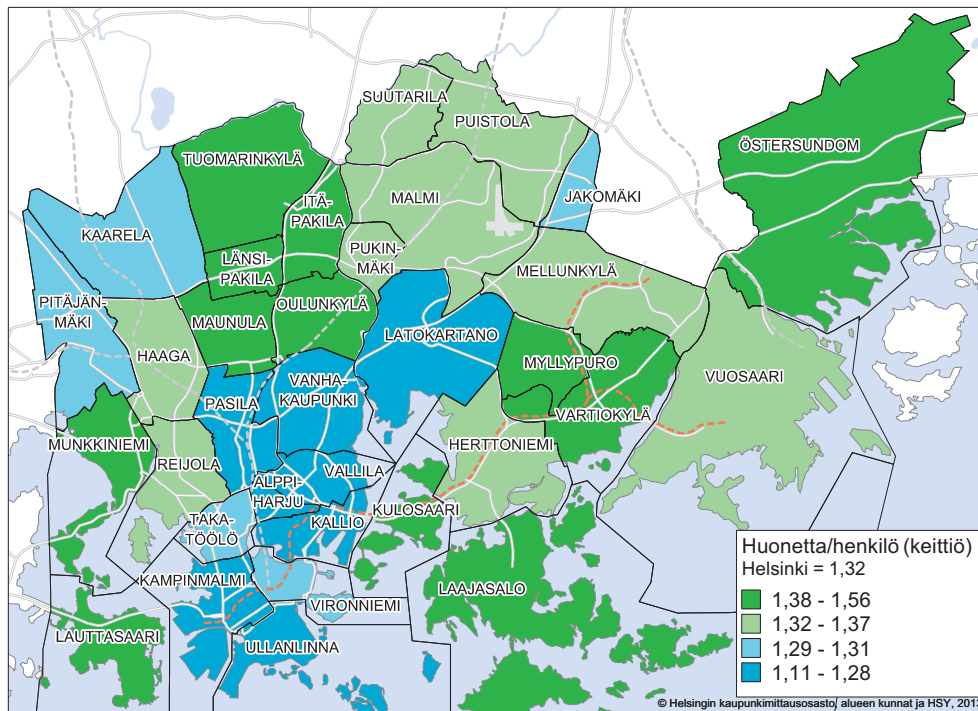 SUUTARILA
PUISTOLA
ÖSTERSUNDOM
TUOMARINKYLÄ
MALMI
JAKOMÄKI
ITÄ-
PAKILA
KAARELA
PUKIN-
MÄKI
LÄNSI-
PAKILA
MELLUNKYLÄ
PITÄJÄN-
MÄKI
OULUNKYLÄ
MAUNULA
LATOKARTANO
HAAGA
MYLLYPURO
VUOSAARI
VANHA-
KAUPUNKI
PASILA
VARTIOKYLÄ
MUNKKINIEMI
HERTTONIEMI
REIJOLA
VALLILA
ALPPI-
HARJU
KULOSAARI
TAKA-
TÖÖLÖ
KALLIO
KAMPINMALMI
LAAJASALO
VIRONNIEMI
LAUTTASAARI
ULLANLINNA
Huonetta/henkilö (keittiö)
Helsinki = 1,32
1,38 - 1,56
1,32 - 1,37
1,29 - 1,31
1,11 - 1,28
© Helsingin kaupunkimittausosasto, alueen kunnat ja HSY,